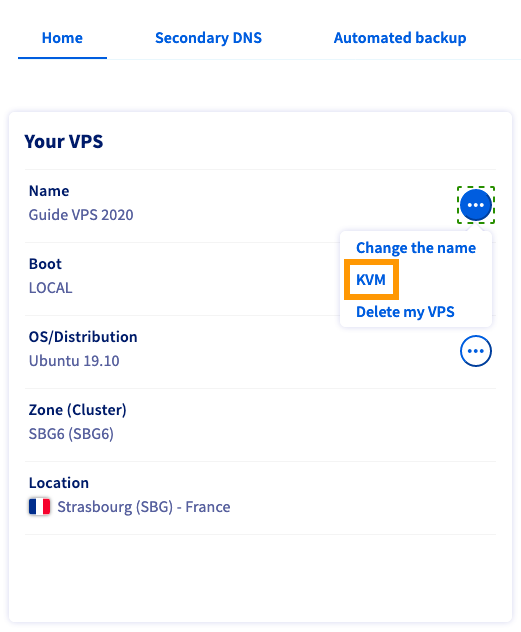 Home Secondary DNS Automated backup
Your VPS
Name
Guide VPS 2020
Change the name
KVM
Delete my VPS
Boot
LOCAL
OS/Distribution
Ubuntu 19.10
Zone (Cluster)
SBG6 (SBG6)
Location
Strasbourg (SBG) - France